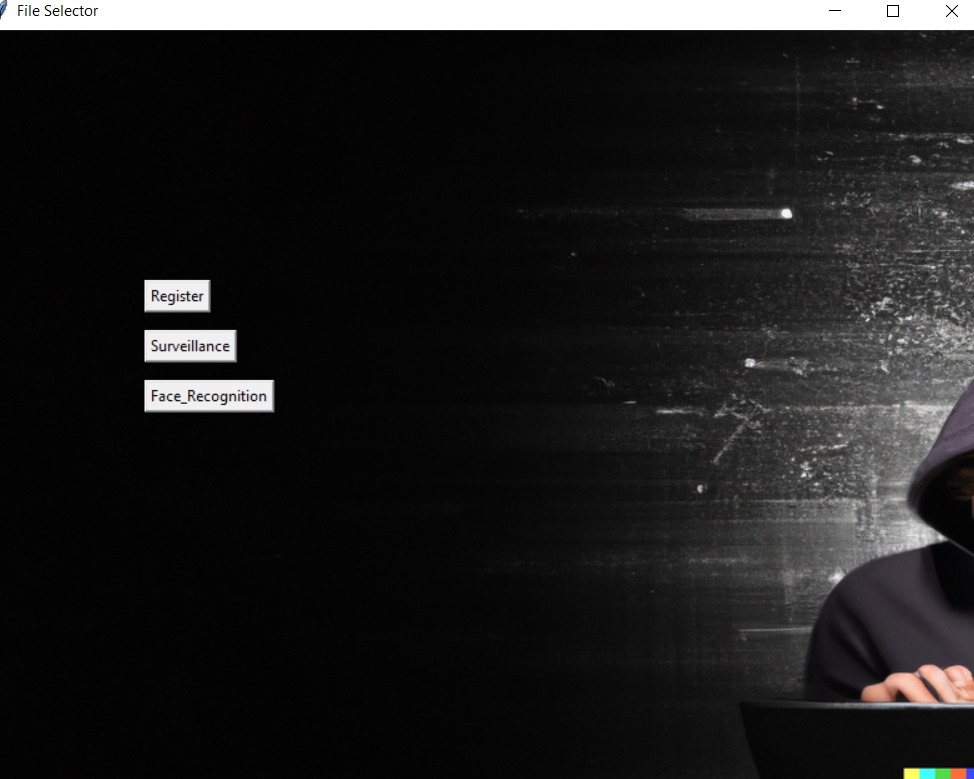 File Selector
Register
Surveillance
Face_Recognition